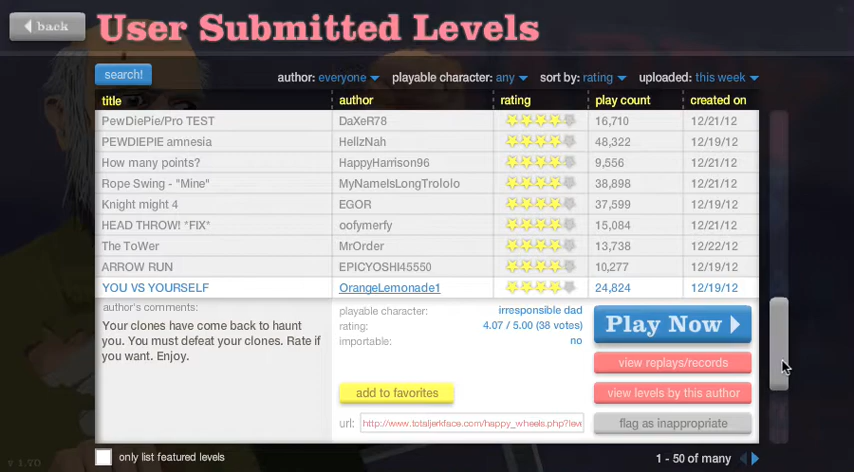 back
User Submitted Levels
search!
author: everyone playable character: any sort by: rating uploaded: this week
title author rating play count created on
PewDiePie/Pro TEST DaXeR78 16,710 12/21/12
PEWDIEPIE amnesia HellzNah 48,322 12/19/12
How many points? HappyHarrison96 9,556 12/21/12
Rope Swing - "Mine" MyNameIsLongTrololo 38,898 12/21/12
Knight might 4 EGOR 37,599 12/19/12
HEAD THROW! *FIX* oofymerfy 15,084 12/21/12
The ToWer MrOrder 13,738 12/22/12
ARROW RUN EPICYOSHI45550 10,277 12/19/12
YOU VS YOURSELF OrangeLemonade1 24,824 12/19/12
author's comments:
Your clones have come back to haunt
you. You must defeat your clones. Rate if
you want. Enjoy.
playable character: irresponsible dad
rating: 4.07 / 5.00 (38 votes)
importable: no
add to favorites
url: http://www.totaljerkface.com/happy_wheels.php?lev
Play Now
view replays/records
view levels by this author
flag as inappropriate
only list featured levels
1 - 50 of many
v 1.70